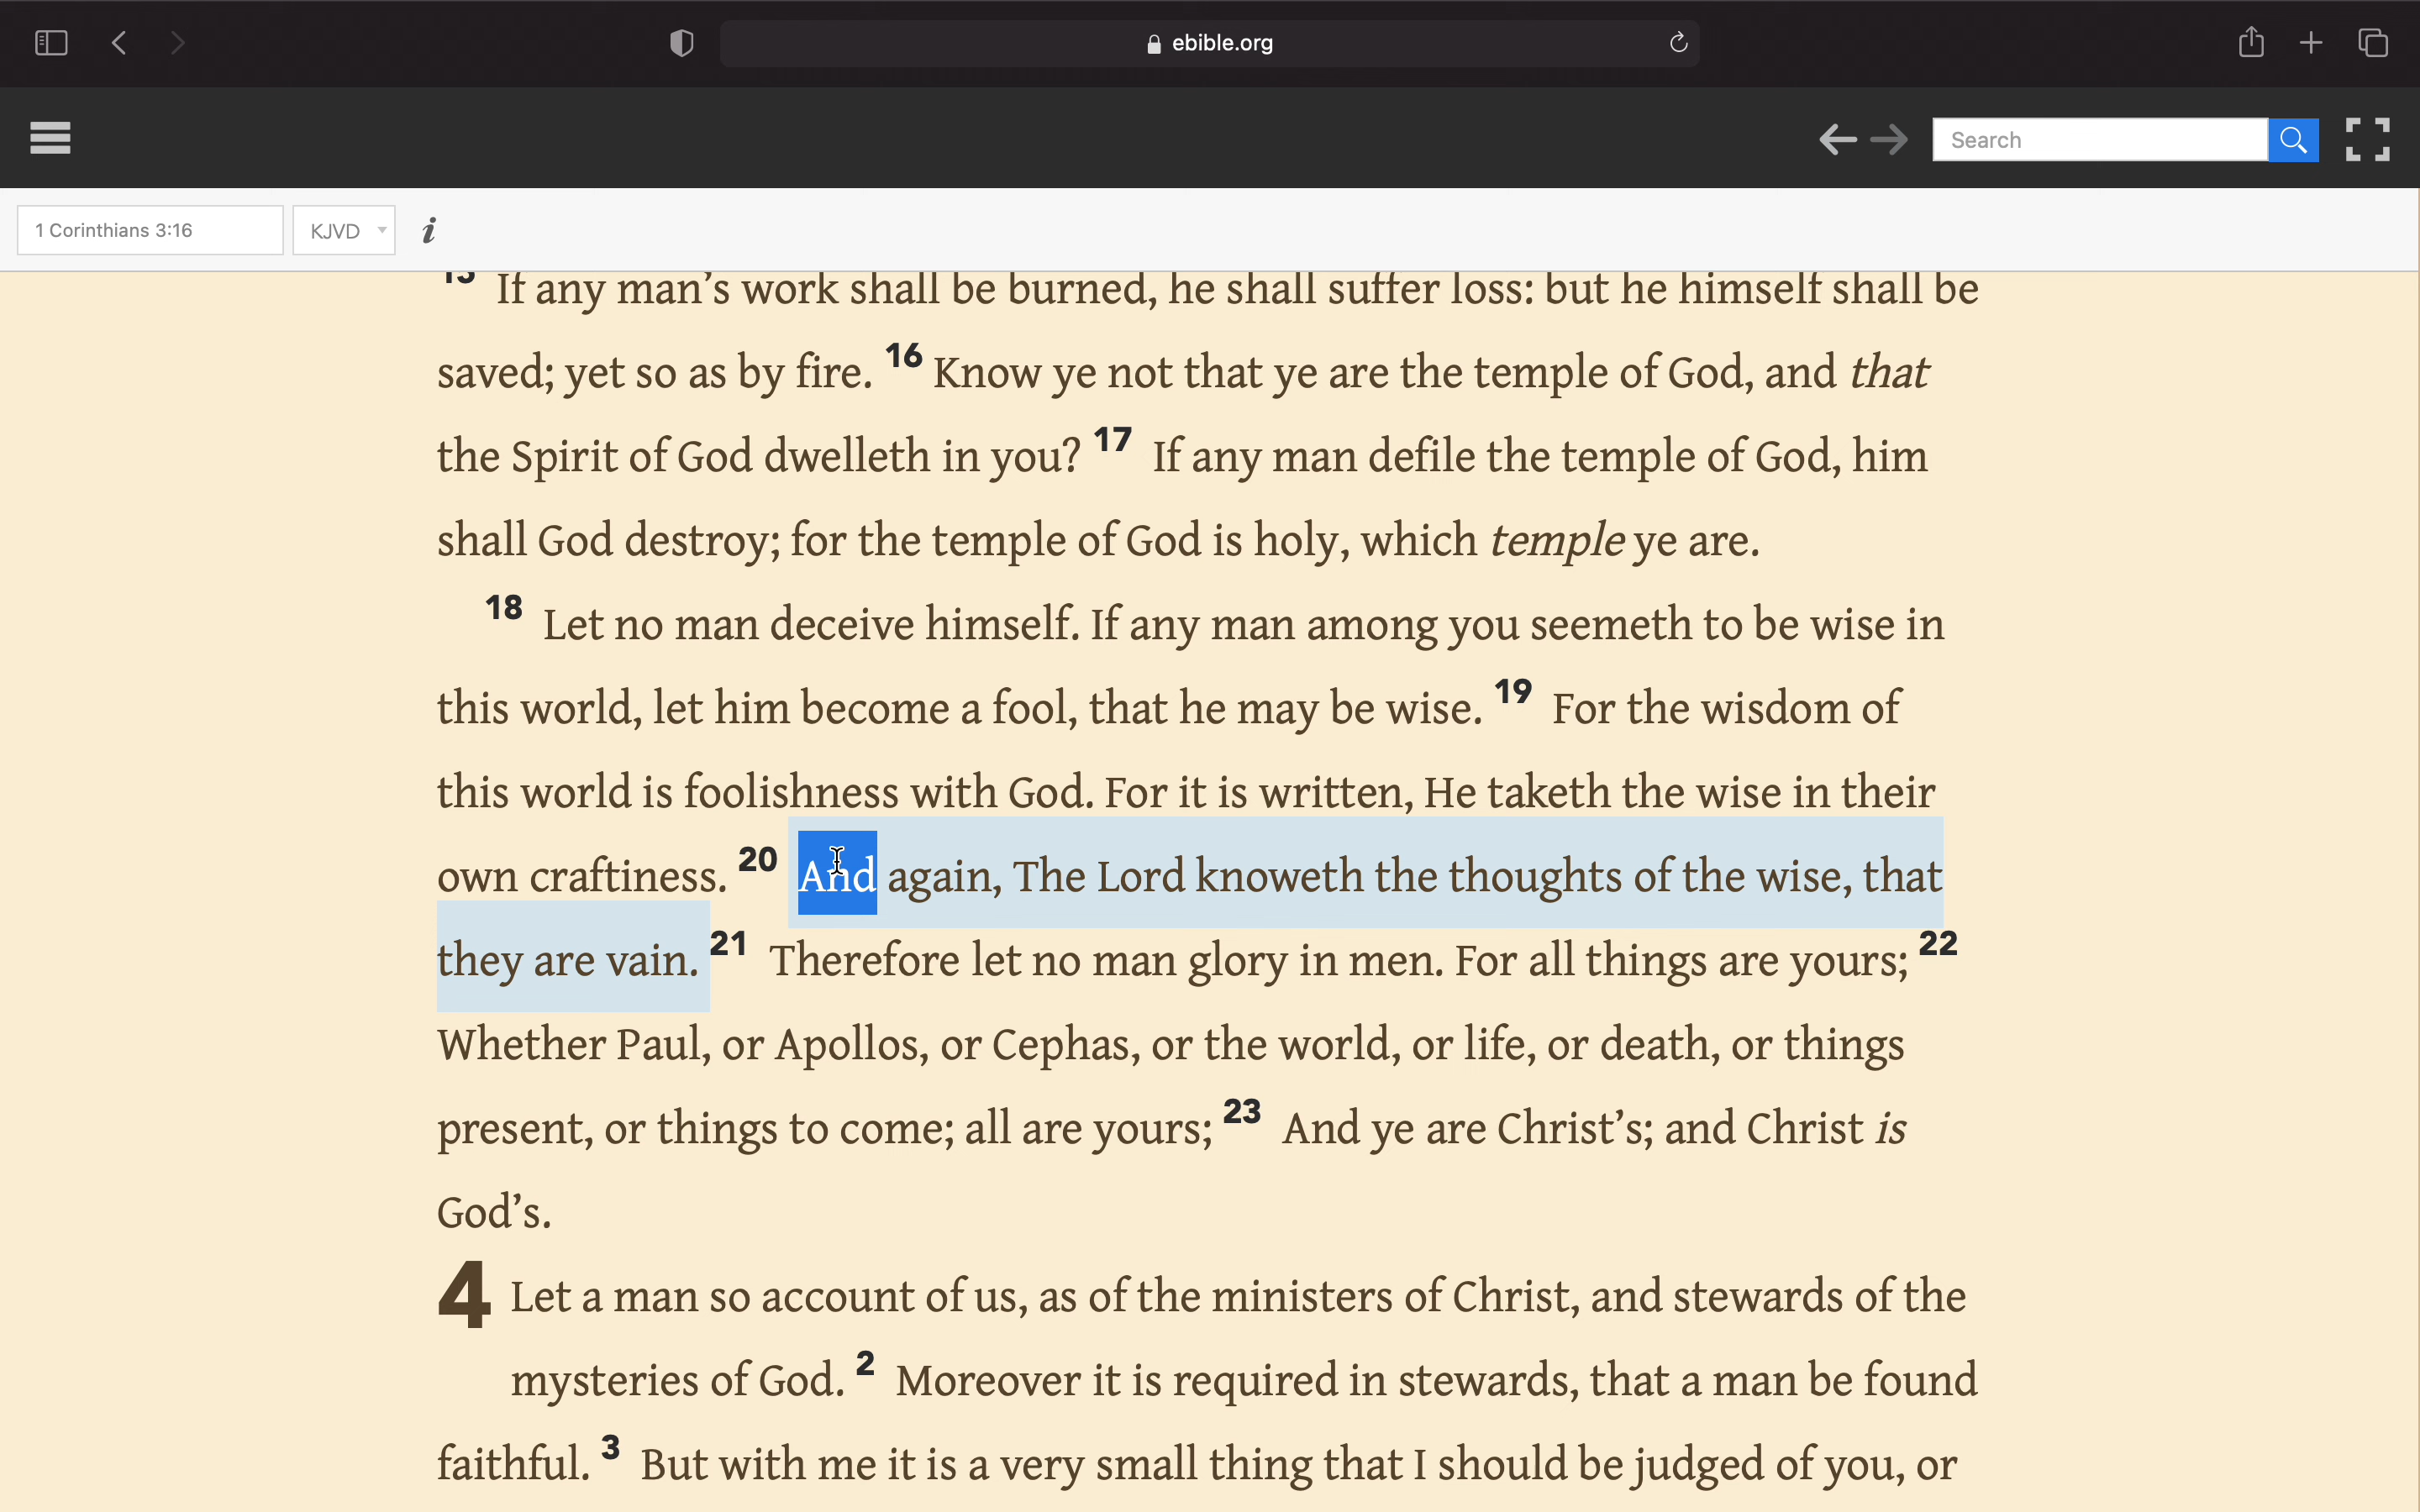 ebible.org
Search
1 Corinthians 3:16 KJVD i
15 If any man’s work shall be burned, he shall suffer loss: but he himself shall be
saved; yet so as by fire. 16 Know ye not that ye are the temple of God, and that
the Spirit of God dwelleth in you? 17 If any man defile the temple of God, him
shall God destroy; for the temple of God is holy, which temple ye are.
18 Let no man deceive himself. If any man among you seemeth to be wise in
this world, let him become a fool, that he may be wise. 19 For the wisdom of
this world is foolishness with God. For it is written, He taketh the wise in their
own craftiness. 20 And again, The Lord knoweth the thoughts of the wise, that
they are vain. 21 Therefore let no man glory in men. For all things are yours; 22
Whether Paul, or Apollos, or Cephas, or the world, or life, or death, or things
present, or things to come; all are yours; 23 And ye are Christ’s; and Christ is
God’s.
4 Let a man so account of us, as of the ministers of Christ, and stewards of the
mysteries of God. 2 Moreover it is required in stewards, that a man be found
faithful. 3 But with me it is a very small thing that I should be judged of you, or